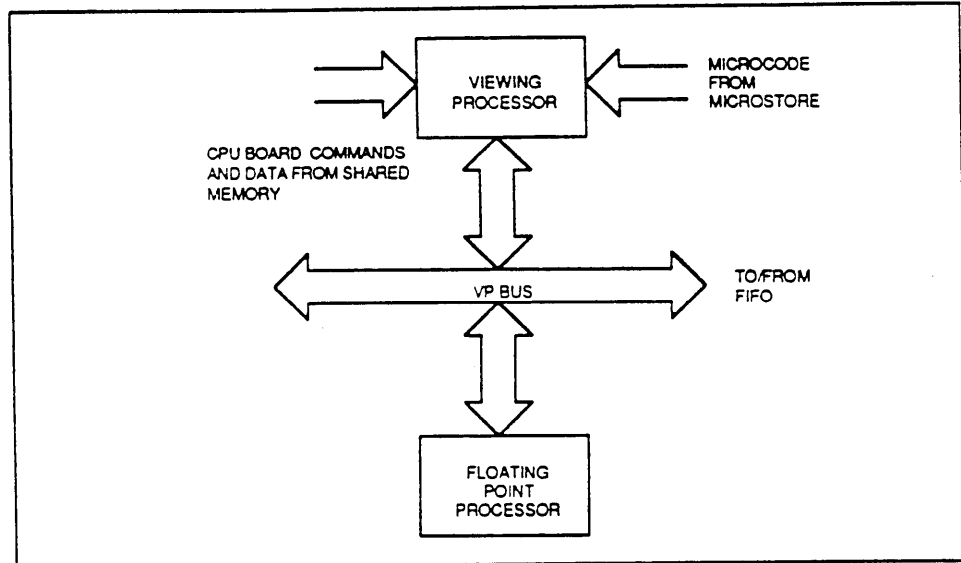 VIEWING
PROCESSOR
MICROCODE
FROM
MICROSTORE
CPU BOARD COMMANDS
AND DATA FROM SHARED
MEMORY
VP BUS
TO/FROM
FIFO
FLOATING
POINT
PROCESSOR